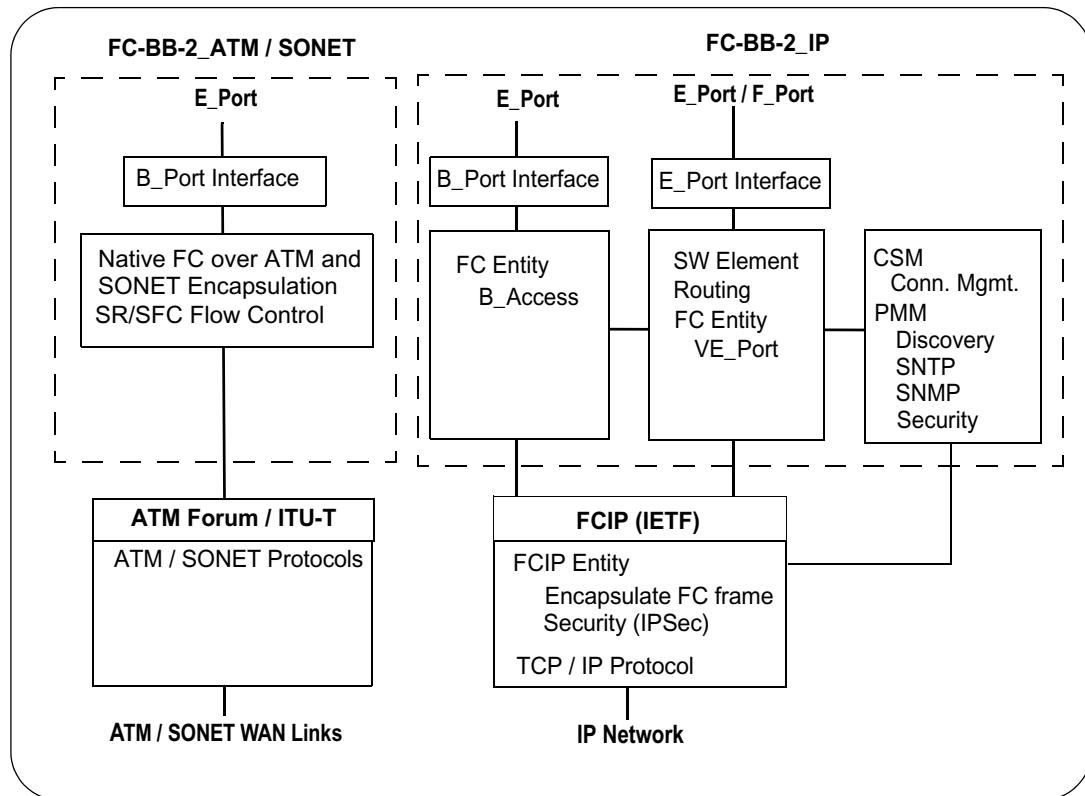 FC-BB-2_ATM / SONET
E_Port
B_Port Interface
Native FC over ATM and
SONET Encapsulation
SR/SFC Flow Control
ATM Forum / ITU-T
ATM / SONET Protocols
ATM / SONET WAN Links
FC-BB-2_IP
E_Port
B_Port Interface
FC Entity
B_Access
E_Port / F_Port
E_Port Interface
SW Element
Routing
FC Entity
VE_Port
CSM
Conn. Mgmt.
PMM
Discovery
SNTP
SNMP
Security
FCIP (IETF)
FCIP Entity
Encapsulate FC frame
Security (IPSec)
TCP / IP Protocol
IP Network